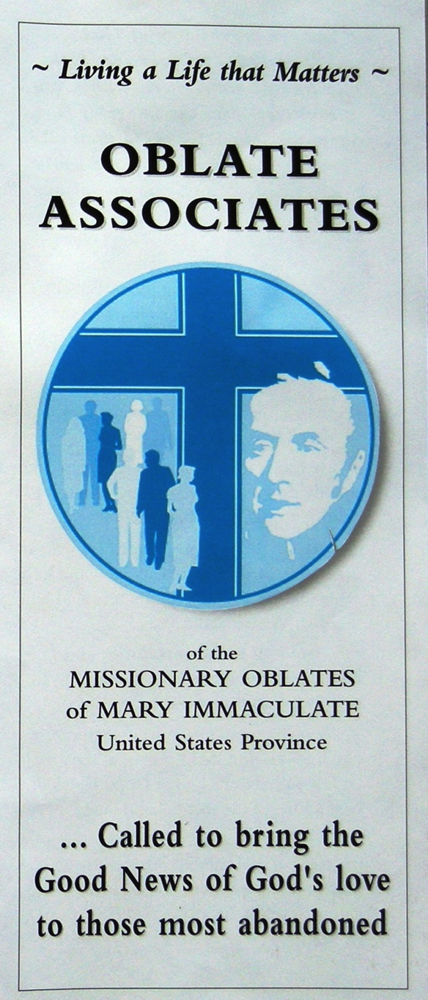 ~ Living a Life that Matters ~
OBLATE
ASSOCIATES
of the
MISSIONARY OBLATES
of MARY IMMACULATE
United States Province
... Called to bring the
Good News of God's love
to those most abandoned